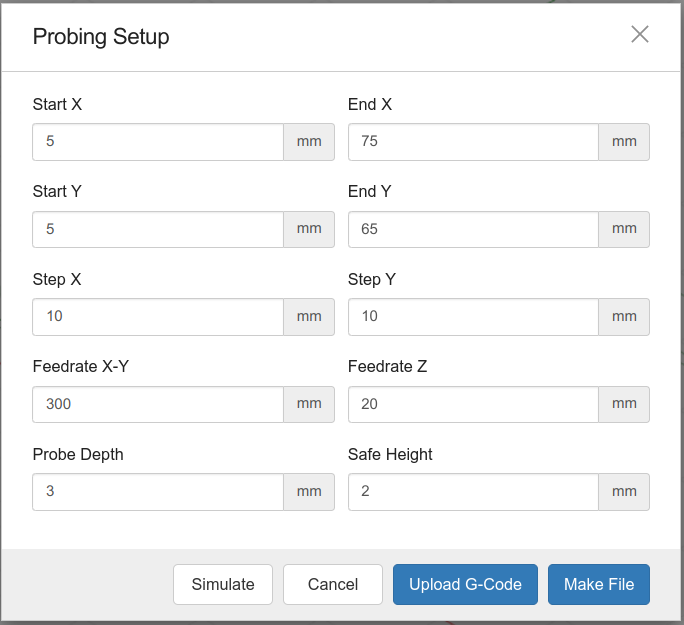 Probing Setup
Start X End X
5 mm 75 mm
Start Y End Y
5 mm 65 mm
Step X Step Y
10 mm 10 mm
Feedrate X-Y Feedrate Z
300 mm 20 mm
Probe Depth Safe Height
3 mm 2 mm
Simulate Cancel Upload G-Code Make File